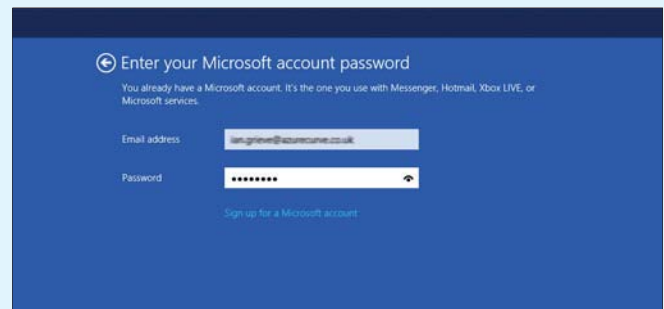 Enter your Microsoft account password
You already have a Microsoft account. It's the one you use with Messenger, Hotmail, Xbox LIVE, or
Microsoft services.
Email address
Password ••••••••
Sign up for a Microsoft account